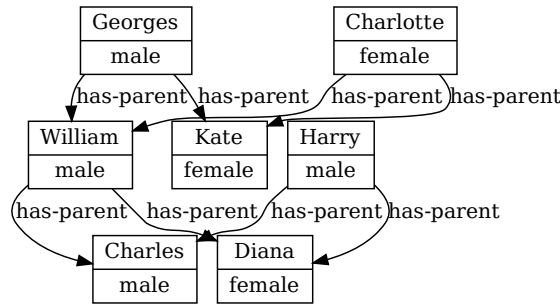 Georges
male
Charlotte
female
has-parent
has-parent
has-parent
has-parent
William
male
Kate
female
Harry
male
has-parent
has-parent
has-parent
has-parent
Charles
male
Diana
female